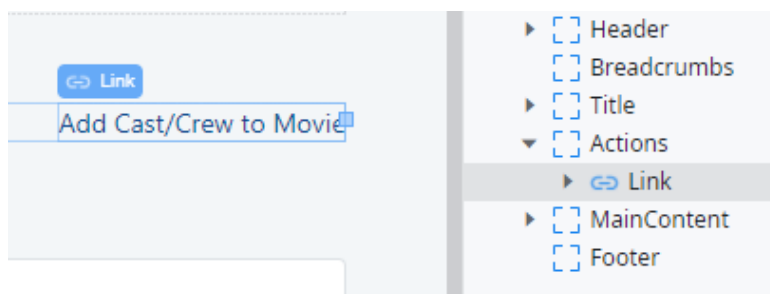 Link
Add Cast/Crew to Movie
Header
Breadcrumbs
Title
Actions
Link
MainContent
Footer